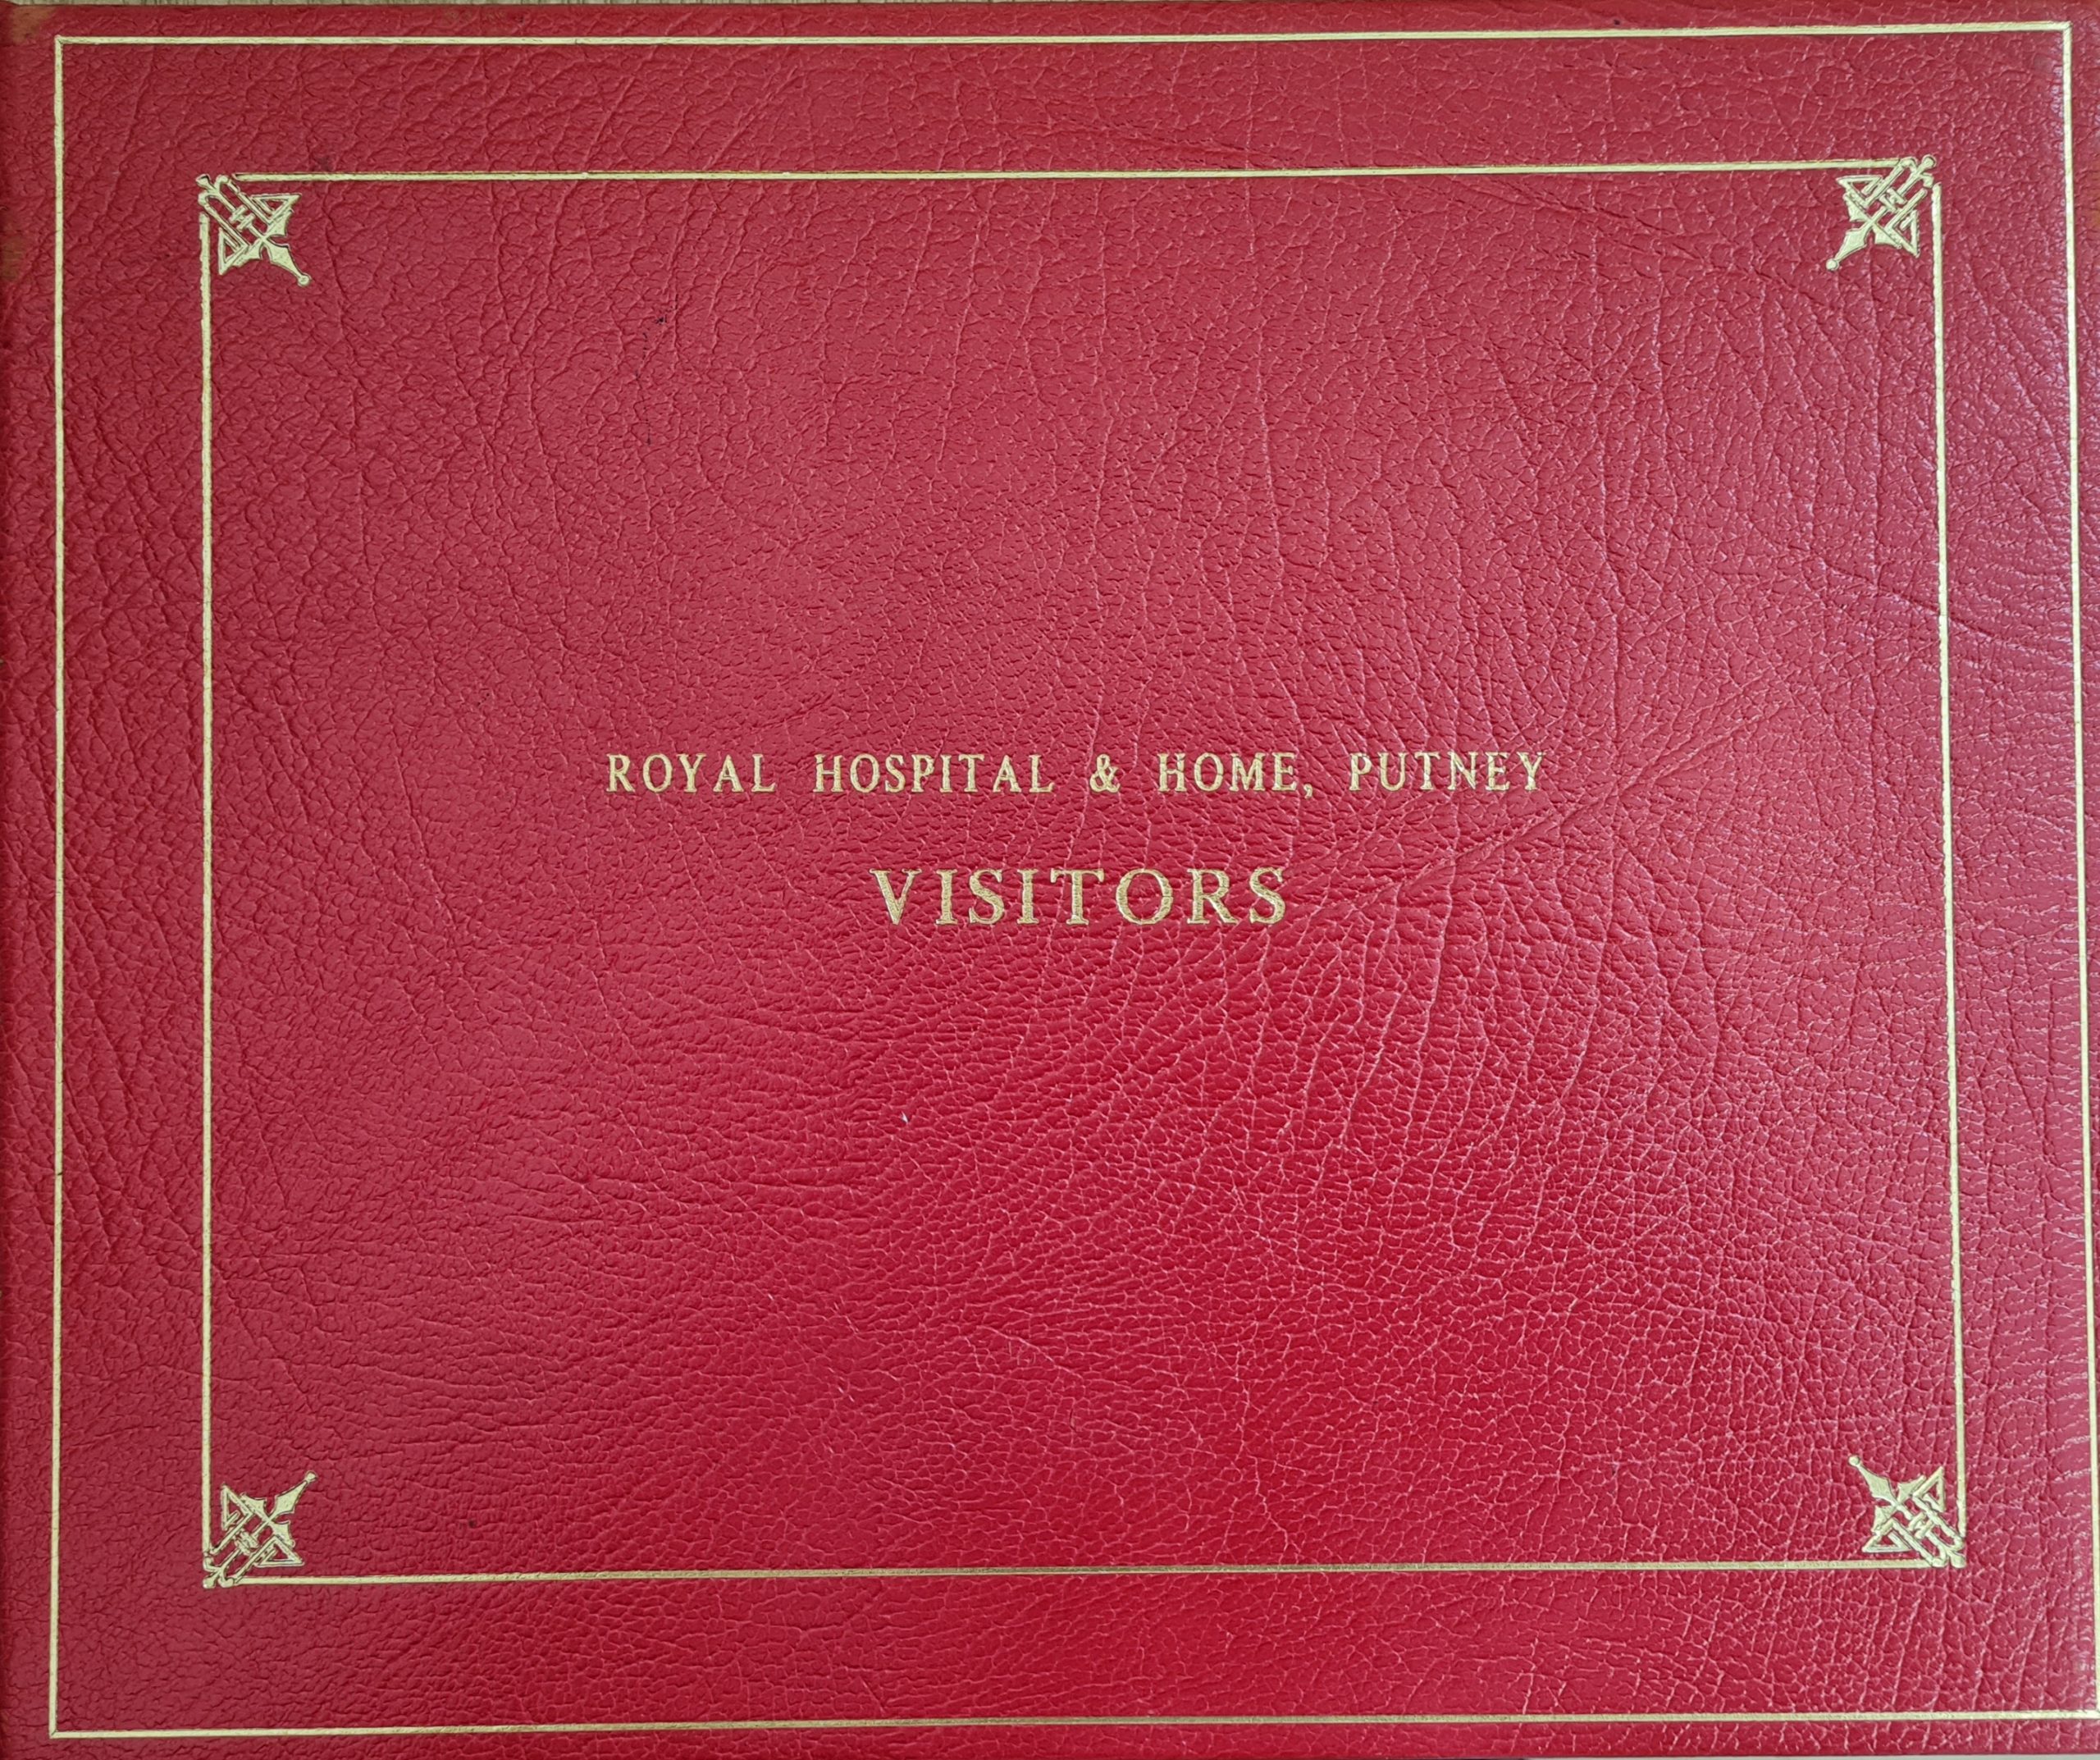 ROYAL HOSPITAL & HOME, PUTNEY
VISITORS